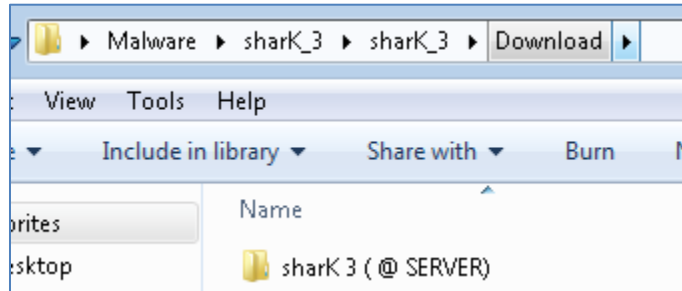 Malware sharK_3 sharK_3 Download
View Tools Help
Include in library Share with Burn
Name
sharK 3 ( @ SERVER)